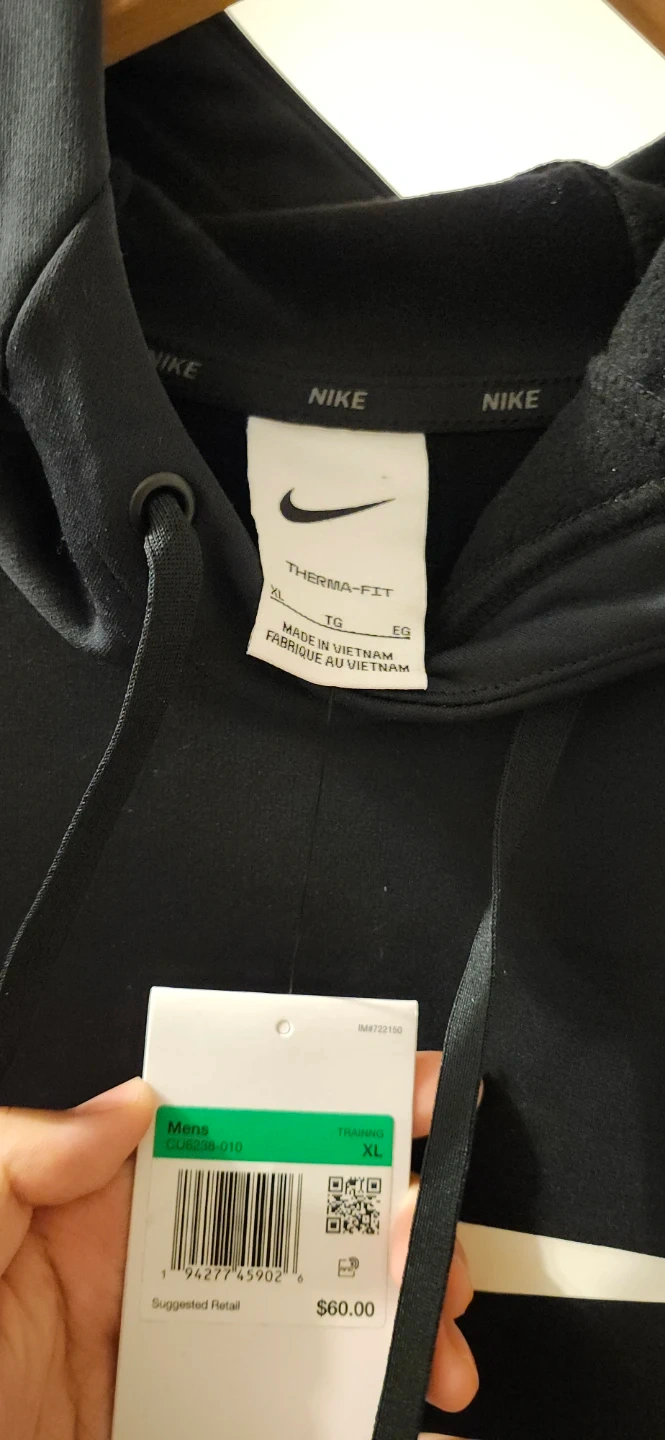 NIKE NIKE NIKE
THERMA-FIT
XL TG EG
MADE IN VIETNAM
FABRIQUE AU VIETNAM
IM#722150
Mens TRAINNG
CU6238-010 XL
1 94277 45902 6
Suggested Retail $60.00